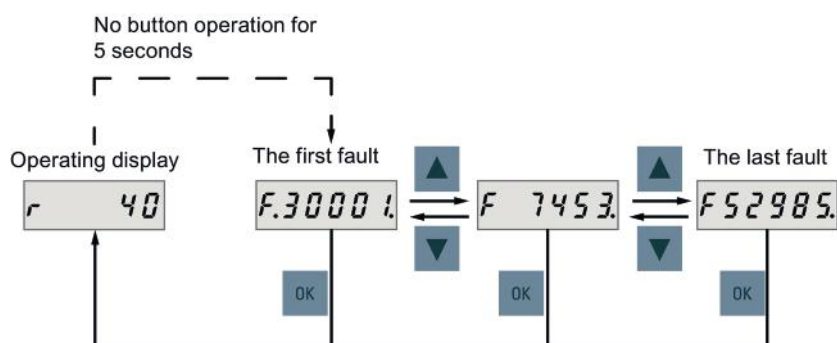 No button operation for
5 seconds
Operating display
The first fault
The last fault
r 40
F.30001.
F 7453.
F52985.
OK
OK
OK